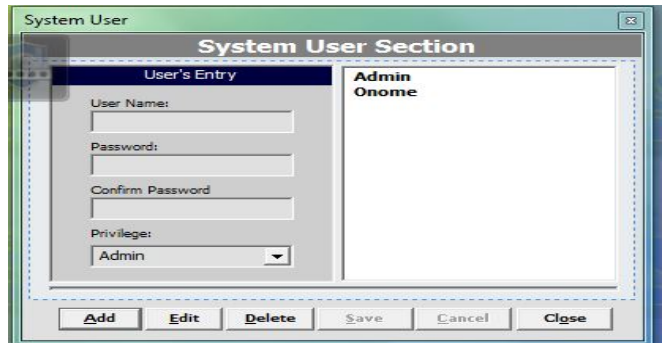 System User
System User Section
User's Entry
User Name:
Password:
Confirm Password
Privilege:
Admin
Admin
Onome
Add Edit Delete Save Cancel Close